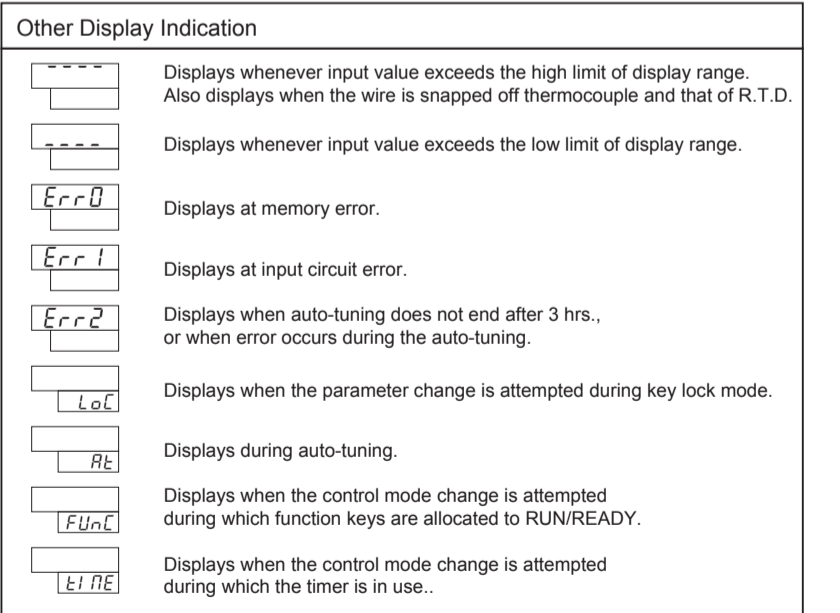 Other Display Indication
----
Displays whenever input value exceeds the high limit of display range.
Also displays when the wire is snapped off thermocouple and that of R.T.D.
----
Displays whenever input value exceeds the low limit of display range.
Err0
Displays at memory error.
Err1
Displays at input circuit error.
Err2
Displays when auto-tuning does not end after 3 hrs.,
or when error occurs during the auto-tuning.
LoC
Displays when the parameter change is attempted during key lock mode.
At
Displays during auto-tuning.
FUnC
Displays when the control mode change is attempted
during which function keys are allocated to RUN/READY.
tIME
Displays when the control mode change is attempted
during which the timer is in use..